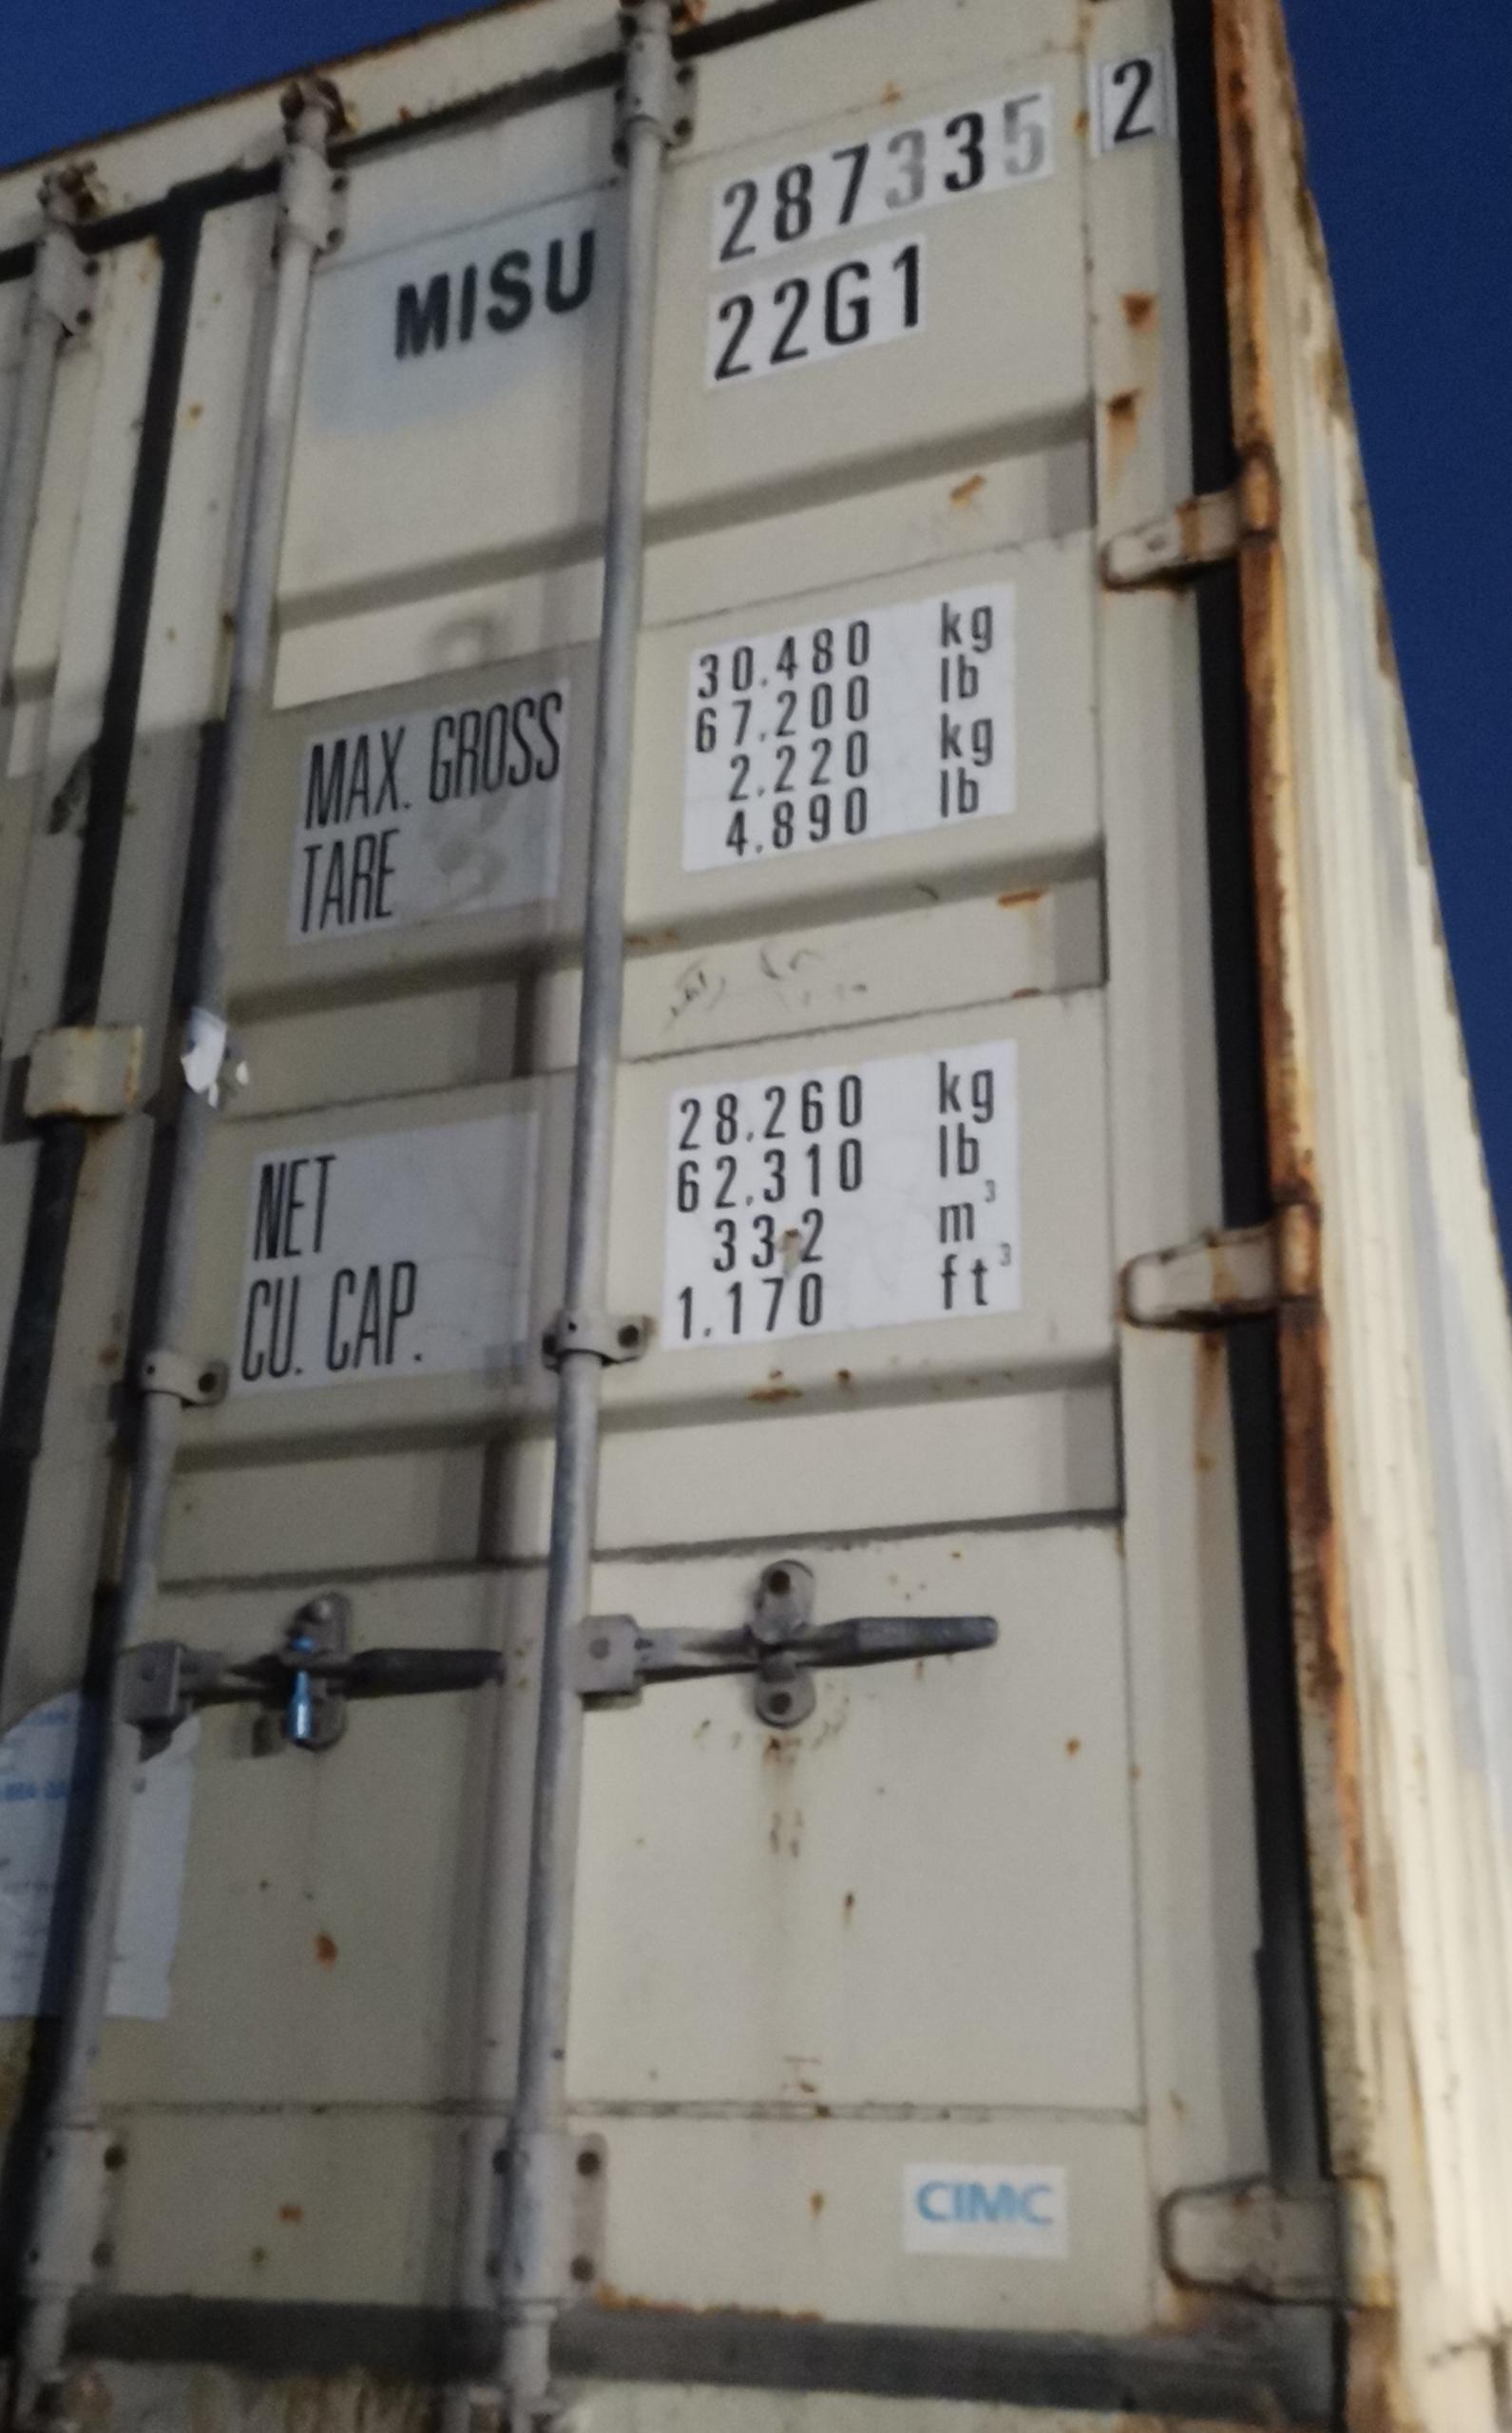 MISU 287335 2
22G1
MAX. GROSS 30.480 kg
67.200 lb
TARE 2.220 kg
4.890 lb
NET 28.260 kg
62.310 lb
CU. CAP. 33.2 m³
1.170 ft³
CIMC